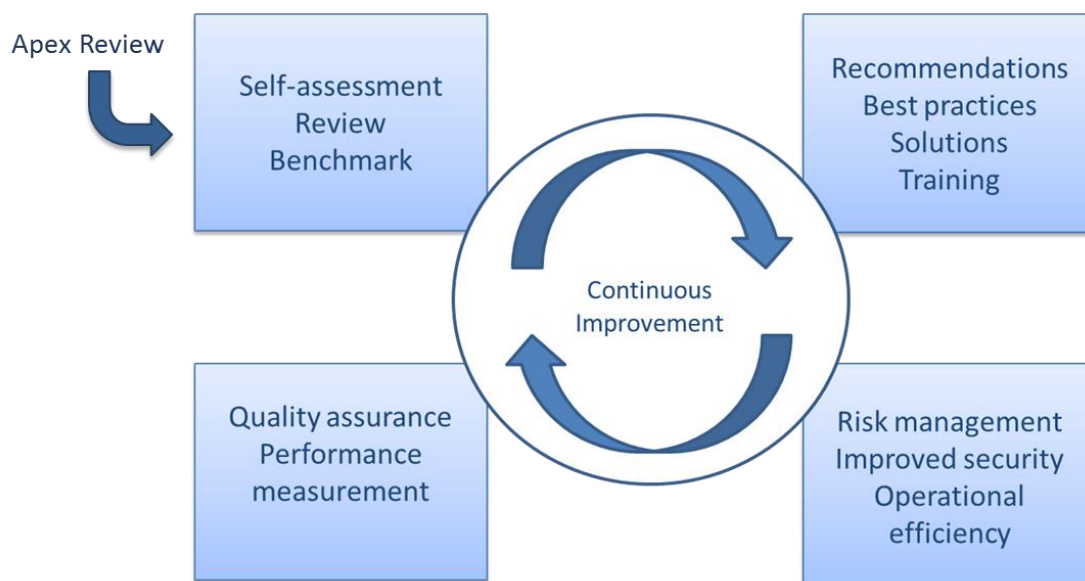 Apex Review
Self-assessment
Review
Benchmark
Recommendations
Best practices
Solutions
Training
Continuous
Improvement
Quality assurance
Performance
measurement
Risk management
Improved security
Operational
efficiency